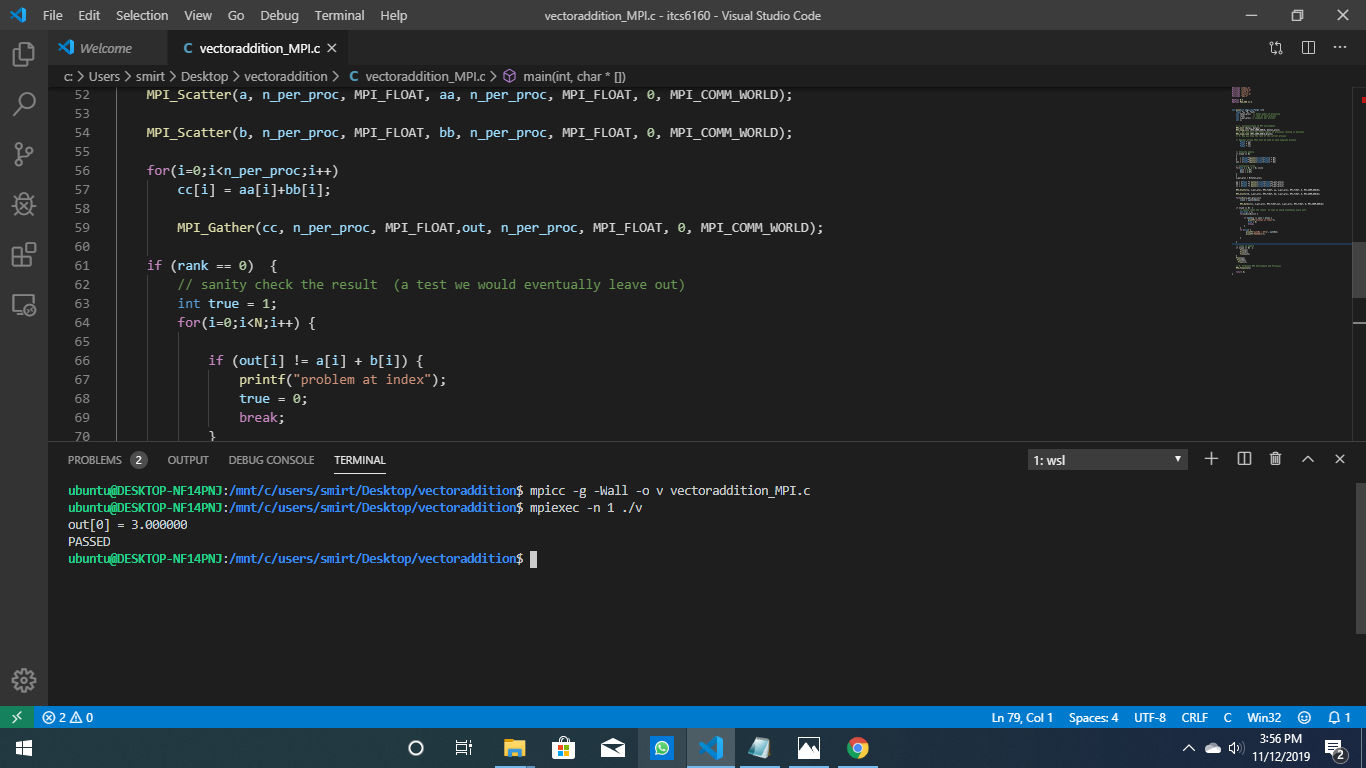 File Edit Selection View Go Debug Terminal Help vectoraddition_MPI.c - itcs6160 - Visual Studio Code
Welcome C vectoraddition_MPI.c
c: > Users > smirt > Desktop > vectoraddition > C vectoraddition_MPI.c > main(int, char * [])
52 MPI_Scatter(a, n_per_proc, MPI_FLOAT, aa, n_per_proc, MPI_FLOAT, 0, MPI_COMM_WORLD);
53
54 MPI_Scatter(b, n_per_proc, MPI_FLOAT, bb, n_per_proc, MPI_FLOAT, 0, MPI_COMM_WORLD);
55
56 for(i=0;i<n_per_proc;i++)
57 cc[i] = aa[i]+bb[i];
58
59 MPI_Gather(cc, n_per_proc, MPI_FLOAT,out, n_per_proc, MPI_FLOAT, 0, MPI_COMM_WORLD);
60
61 if (rank == 0)  {
62 // sanity check the result  (a test we would eventually leave out)
63 int true = 1;
64 for(i=0;i<N;i++) {
65
66 if (out[i] != a[i] + b[i]) {
67 printf("problem at index");
68 true = 0;
69 break;
70 }
PROBLEMS 2 OUTPUT DEBUG CONSOLE TERMINAL 1: wsl
ubuntu@DESKTOP-NF14PNJ:/mnt/c/users/smirt/Desktop/vectoraddition$ mpicc -g -Wall -o v vectoraddition_MPI.c
ubuntu@DESKTOP-NF14PNJ:/mnt/c/users/smirt/Desktop/vectoraddition$ mpiexec -n 1 ./v
out[0] = 3.000000
PASSED
ubuntu@DESKTOP-NF14PNJ:/mnt/c/users/smirt/Desktop/vectoraddition$
2 0 Ln 79, Col 1 Spaces: 4 UTF-8 CRLF C Win32 1
3:56 PM
11/12/2019 2